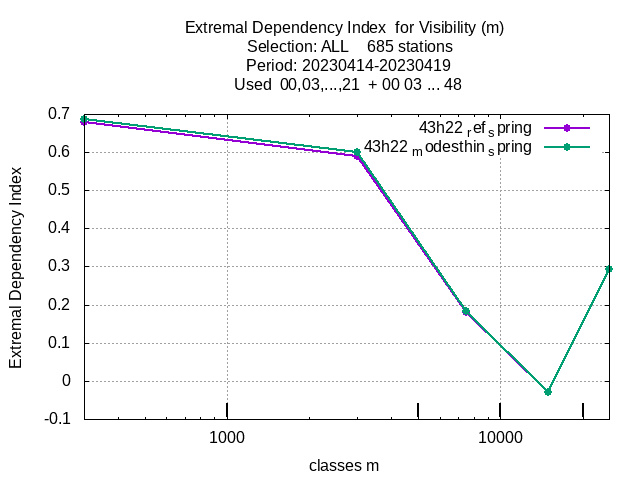 Extremal Dependency Index  for Visibility (m)
Selection: ALL    685 stations
Period: 20230414-20230419
Used  00,03,...,21  + 00 03 ... 48
43h22 ref spring
43h22 modesthin spring
Extremal Dependency Index
0.7
0.6
0.5
0.4
0.3
0.2
0.1
0
-0.1
1000
10000
classes m